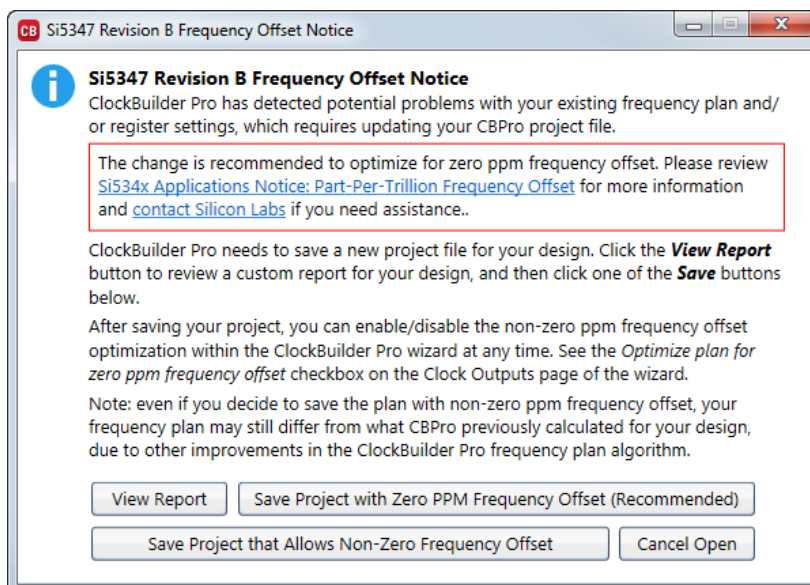 CB Si5347 Revision B Frequency Offset Notice
Si5347 Revision B Frequency Offset Notice
ClockBuilder Pro has detected potential problems with your existing frequency plan and/
or register settings, which requires updating your CBPro project file.
The change is recommended to optimize for zero ppm frequency offset. Please review
Si534x Applications Notice: Part-Per-Trillion Frequency Offset for more information
and contact Silicon Labs if you need assistance..
ClockBuilder Pro needs to save a new project file for your design. Click the View Report
button to review a custom report for your design, and then click one of the Save buttons
below.
After saving your project, you can enable/disable the non-zero ppm frequency offset
optimization within the ClockBuilder Pro wizard at any time. See the Optimize plan for
zero ppm frequency offset checkbox on the Clock Outputs page of the wizard.
Note: even if you decide to save the plan with non-zero ppm frequency offset, your
frequency plan may still differ from what CBPro previously calculated for your design,
due to other improvements in the ClockBuilder Pro frequency plan algorithm.
View Report Save Project with Zero PPM Frequency Offset (Recommended)
Save Project that Allows Non-Zero Frequency Offset Cancel Open